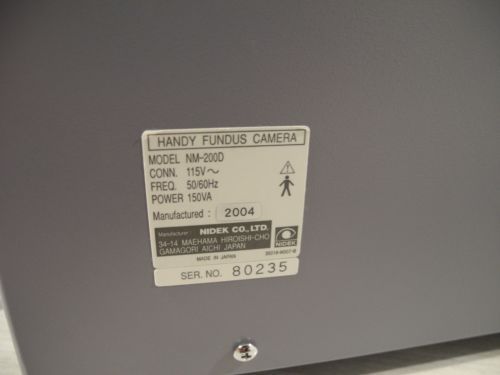 HANDY FUNDUS CAMERA
MODEL NM-200D
CONN. 115V~
FREQ. 50/60Hz
POWER 150VA
Manufactured : 2004
Manufacturer NIDEK CO., LTD.
34-14 MAEHAMA HIROISHI-CHO
GAMAGORI AICHI JAPAN
NIDEK
MADE IN JAPAN
SER. NO. 80235